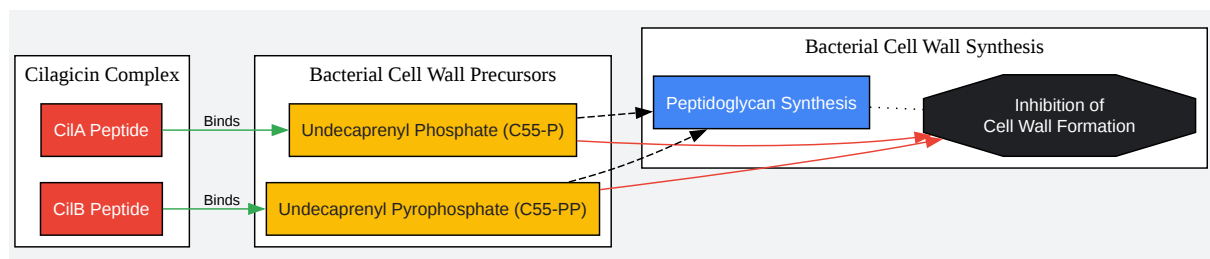 Cilagicin Complex
CilA Peptide
CilB Peptide
Binds
Binds
Bacterial Cell Wall Precursors
Undecaprenyl Phosphate (C55-P)
Undecaprenyl Pyrophosphate (C55-PP)
Bacterial Cell Wall Synthesis
Peptidoglycan Synthesis
Inhibition of
Cell Wall Formation